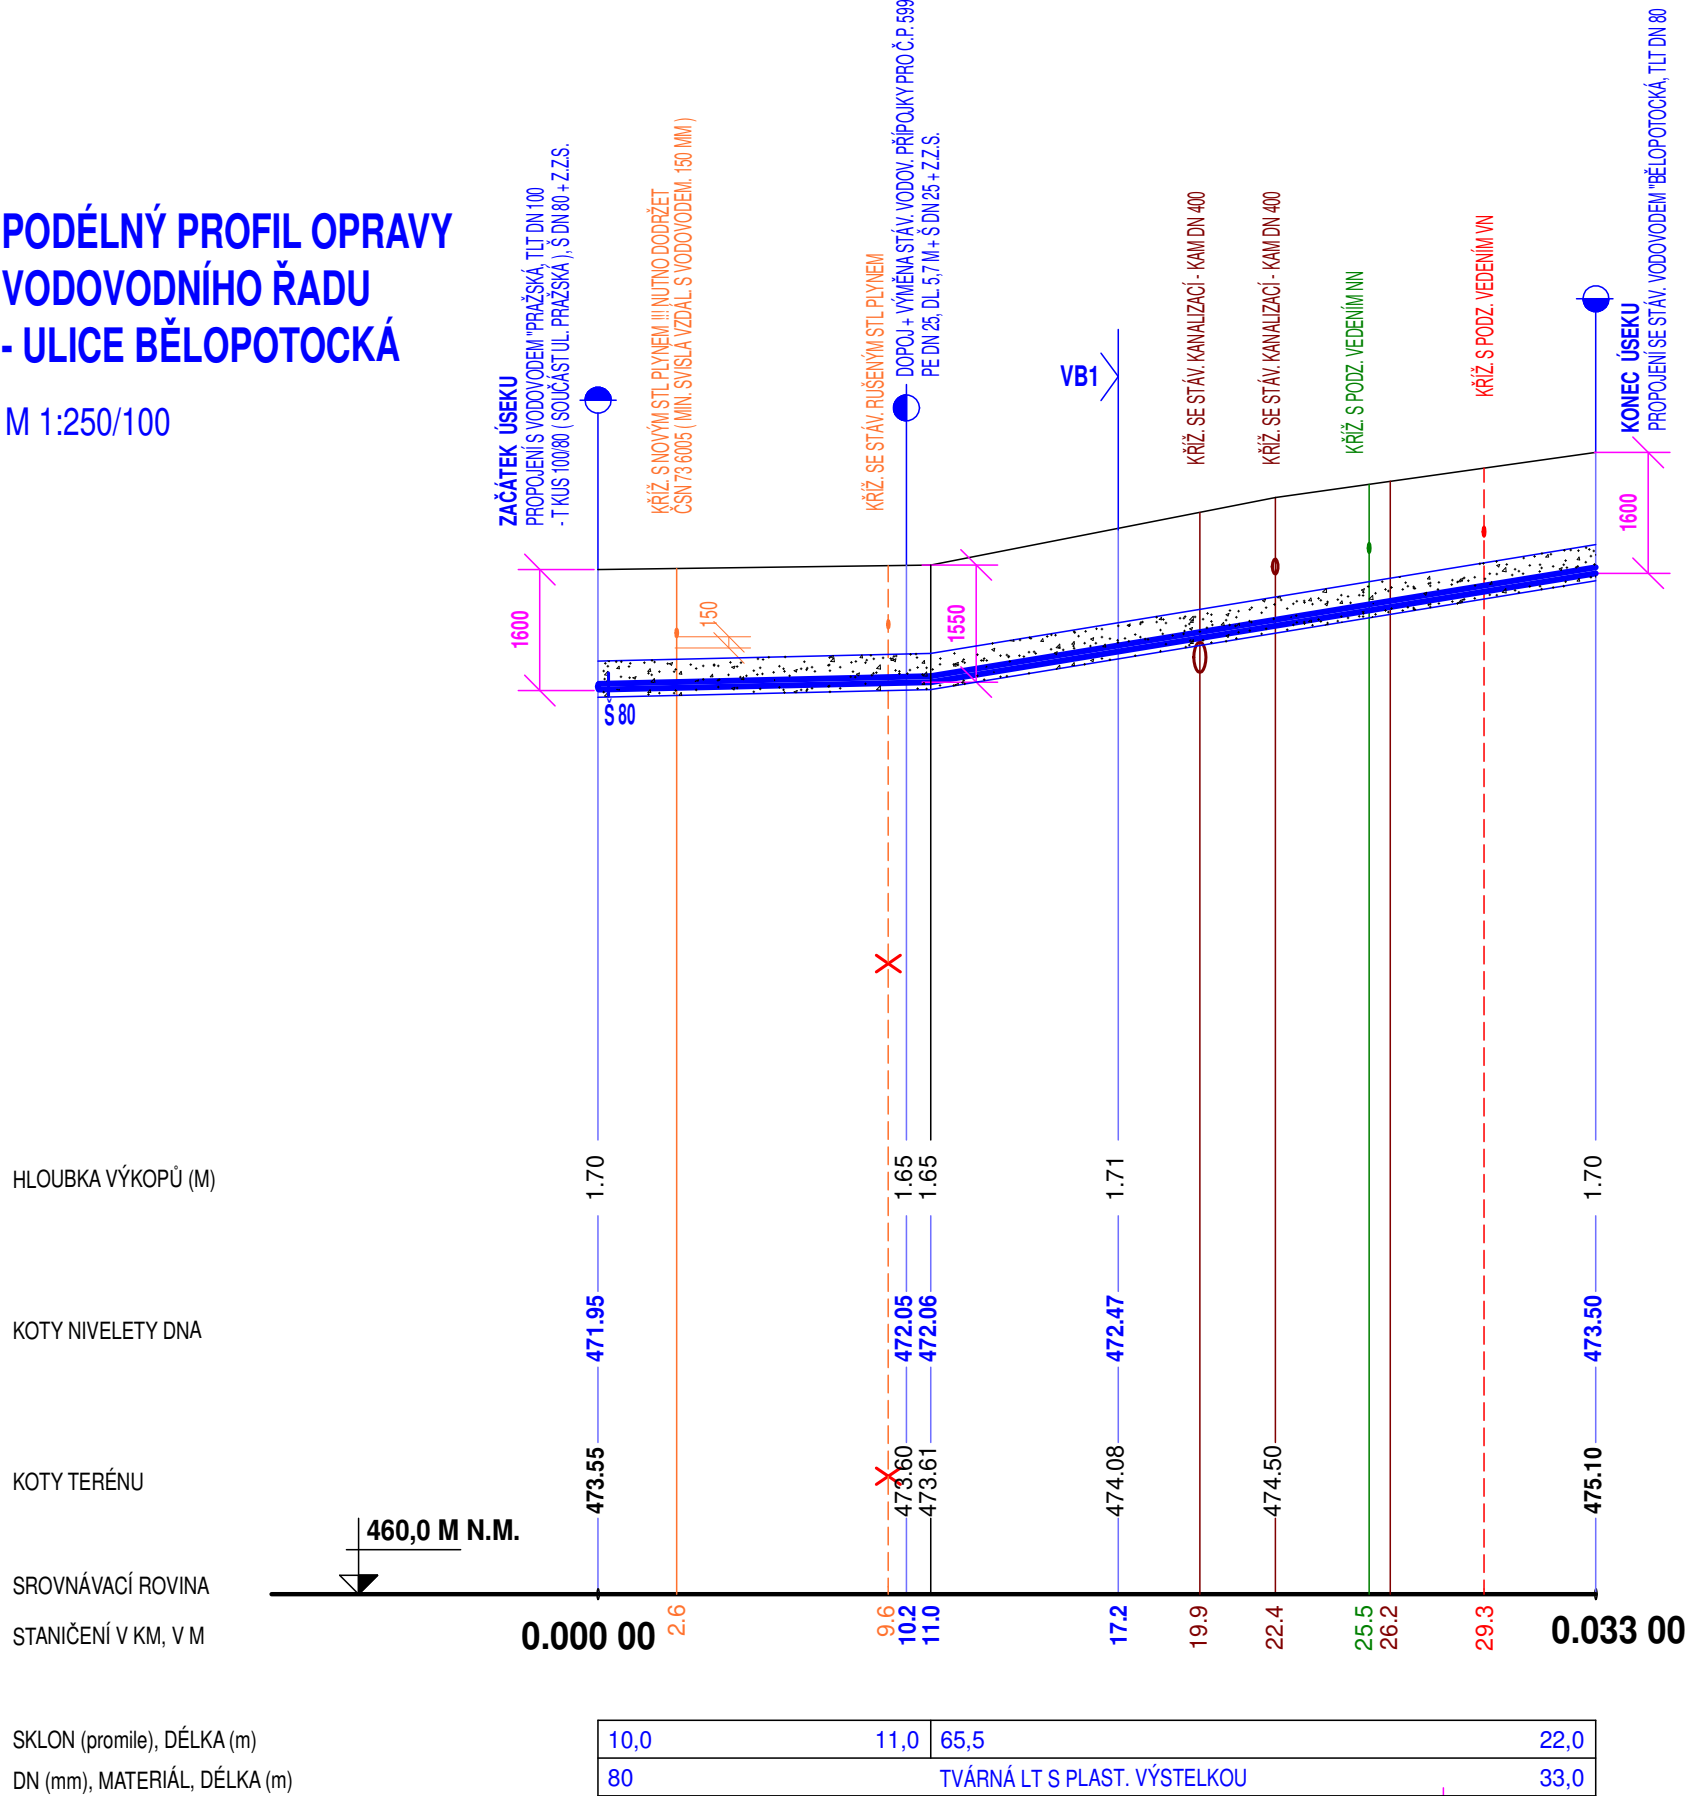 PODÉLNÝ PROFIL OPRAVY
VODOVODNÍHO ŘADU
- ULICE BĚLOPOTOCKÁ
M 1:250/100
ZAČÁTEK ÚSEKU
PROPOJENÍ S VODOVODEM "PRAŽSKÁ, TLT DN 100
- T KUS 100/80 ( SOUČÁST UL. PRAŽSKÁ ), Š DN 80 + Z.Z.S.
KŘÍŽ. S NOVÝM STL PLYNEM !!! NUTNO DODRŽET
ČSN 73 6005 ( MIN. SVISLÁ VZDÁL. S VODOVODEM. 150 MM )
KŘÍŽ. SE STÁV. RUŠENÝM STL PLYNEM
DOPOJ + VÝMĚNA STÁV. VODOV. PŘÍPOJKY PRO Č.P. 599
PE DN 25, DL. 5,7 M + Š DN 25 + Z.Z.S.
VB1
KŘÍŽ. SE STÁV. KANALIZACÍ - KAM DN 400
KŘÍŽ. SE STÁV. KANALIZACÍ - KAM DN 400
KŘÍŽ. S PODZ. VEDENÍM NN
KŘÍŽ. S PODZ. VEDENÍM VN
KONEC ÚSEKU
PROPOJENÍ SE STÁV. VODOVODEM "BĚLOPOTOCKÁ, TLT DN 80
1600
150
1550
1600
Š 80
HLOUBKA VÝKOPŮ (M)
1.70
1.65
1.65
1.71
1.70
KOTY NIVELETY DNA
471.95
472.05
472.06
472.47
473.50
KOTY TERÉNU
473.55
473.60
473.61
474.08
474.50
475.10
460,0 M N.M.
SROVNÁVACÍ ROVINA
STANIČENÍ V KM, V M
0.000 00
2.6
9.6
10.2
11.0
17.2
19.9
22.4
25.5
26.2
29.3
0.033 00
SKLON (promile), DÉLKA (m)
10,0
11,0
65,5
22,0
DN (mm), MATERIÁL, DÉLKA (m)
80
TVÁRNÁ LT S PLAST. VÝSTELKOU
33,0